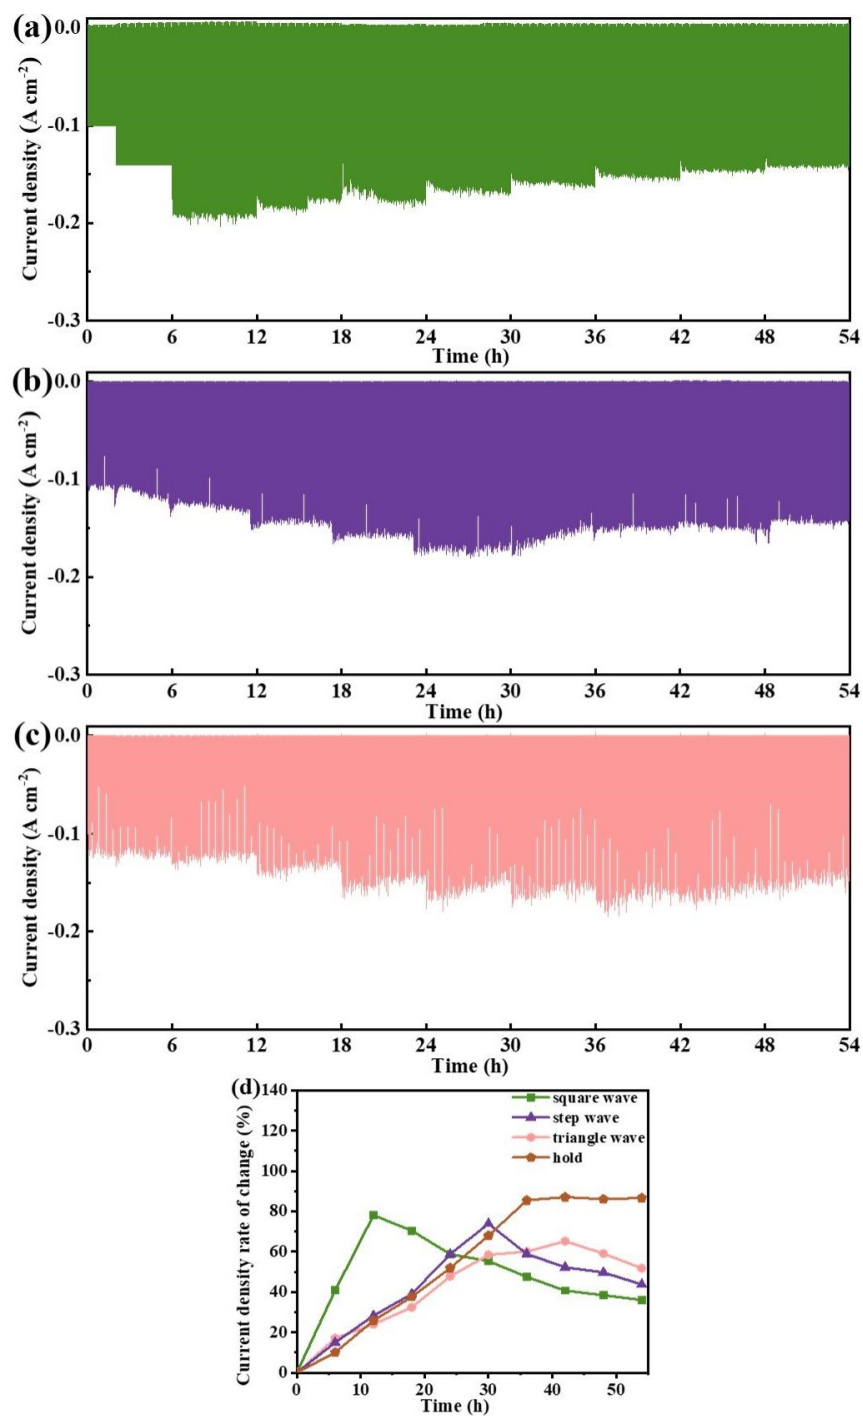 (a)
0.0
-0.1
-0.2
-0.3
Current density (A cm⁻²)
0 6 12 18 24 30 36 42 48 54
Time (h)
(b)
0.0
-0.1
-0.2
-0.3
Current density (A cm⁻²)
0 6 12 18 24 30 36 42 48 54
Time (h)
(c)
0.0
-0.1
-0.2
-0.3
Current density (A cm⁻²)
0 6 12 18 24 30 36 42 48 54
Time (h)
(d)
140
120
100
80
60
40
20
0
Current density rate of change (%)
square wave
step wave
triangle wave
hold
0 10 20 30 40 50
Time (h)